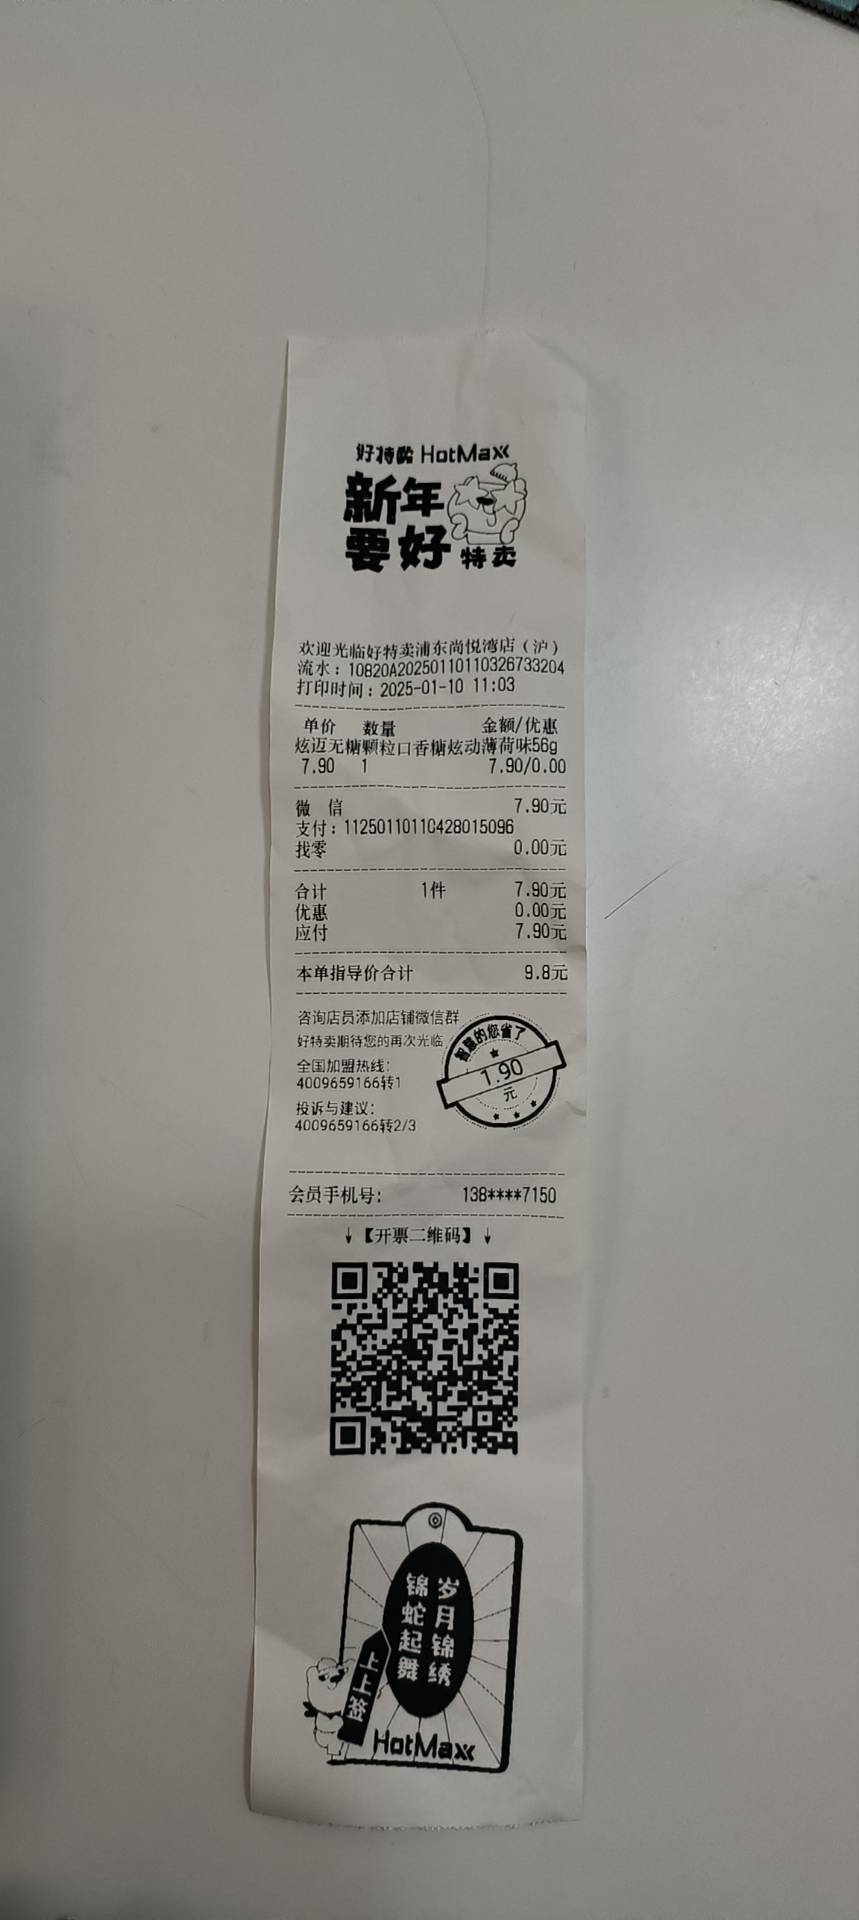 好特卖 HotMaxx
新年
要好特卖
欢迎光临好特卖浦东尚悦湾店（沪）
流水：10820A20250110110326733204
打印时间：2025-01-10 11:03
单价 数量 金额/优惠
炫迈无糖颗粒口香糖炫动薄荷味56g
7.90 1 7.90/0.00
微 信 7.90元
支付：11250110110428015096
找零 0.00元
合计 1件 7.90元
优惠 0.00元
应付 7.90元
本单指导价合计 9.8元
咨询店员添加店铺微信群
好特卖期待您的再次光临
全国加盟热线：
4009659166转1
投诉与建议：
4009659166转2/3
智慧的您省了
1.90
元
会员手机号： 138****7150
↓【开票二维码】↓
岁月锦绣
锦蛇起舞
上上签
HotMaxx